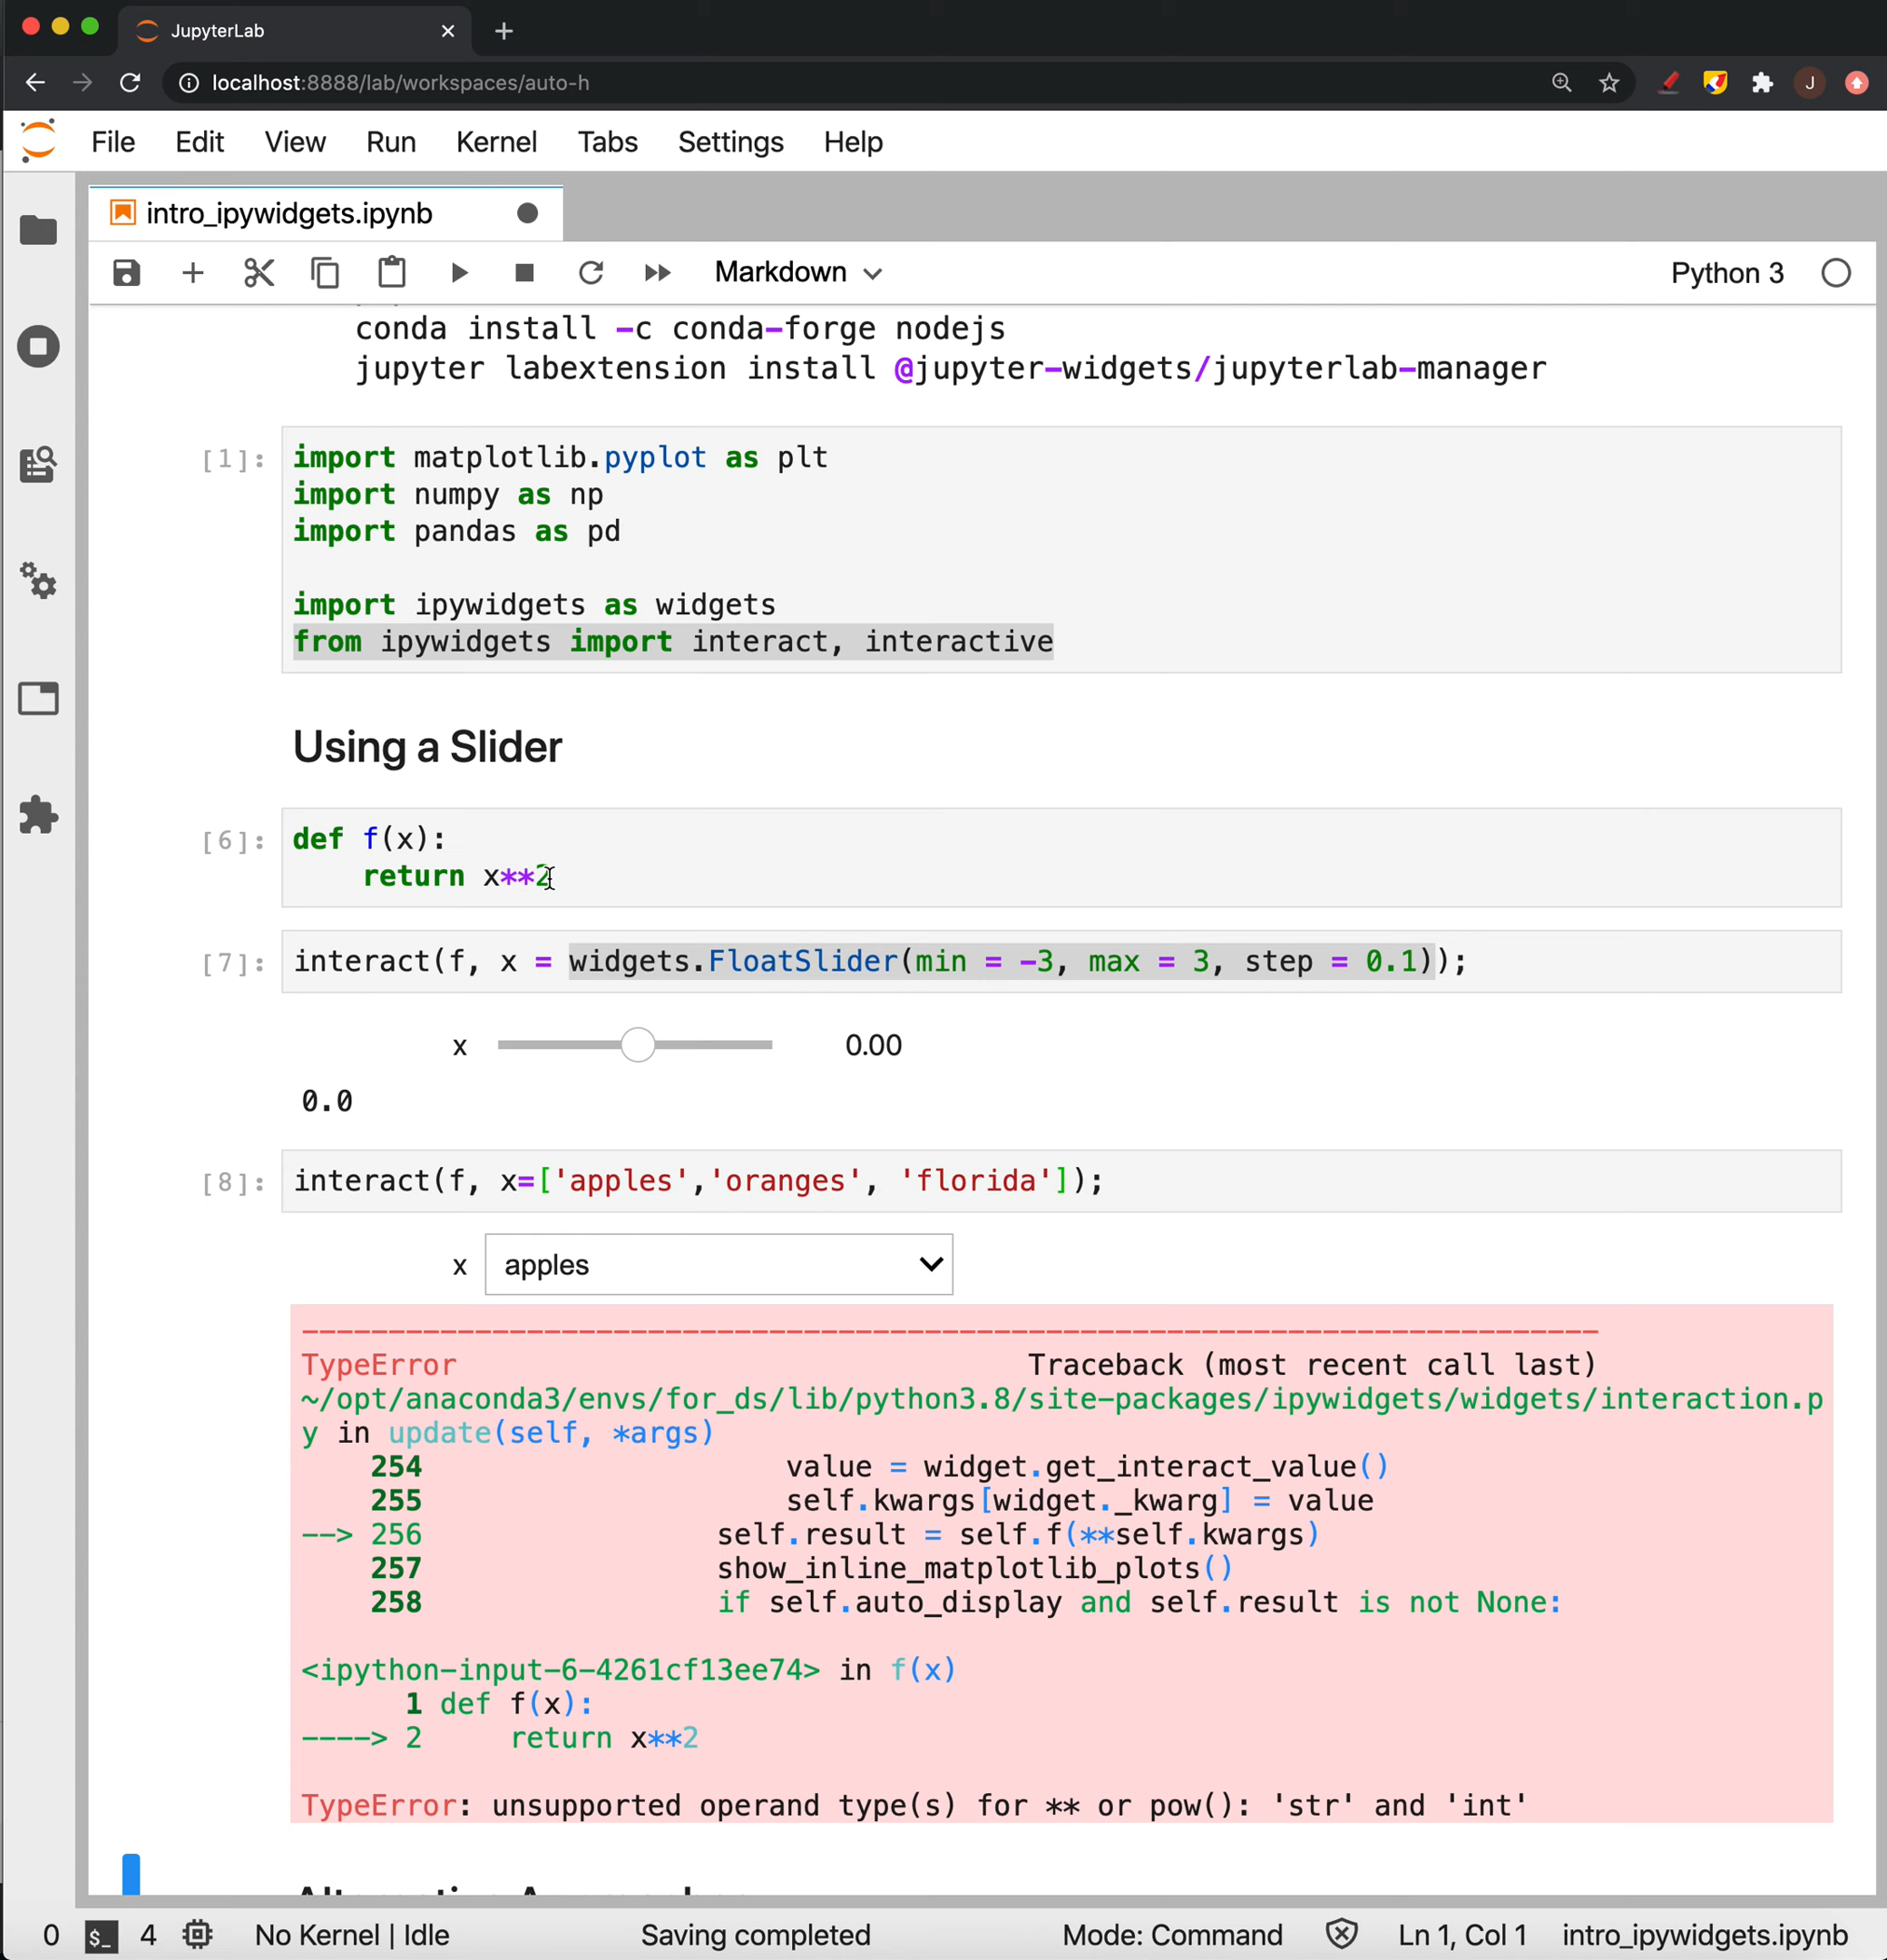 JupyterLab
localhost:8888/lab/workspaces/auto-h
J
File Edit View Run Kernel Tabs Settings Help
intro_ipywidgets.ipynb
Markdown Python 3
conda install -c conda-forge nodejs
jupyter labextension install @jupyter-widgets/jupyterlab-manager
[1]: import matplotlib.pyplot as plt
import numpy as np
import pandas as pd
import ipywidgets as widgets
from ipywidgets import interact, interactive
Using a Slider
[6]: def f(x):
return x**2
[7]: interact(f, x = widgets.FloatSlider(min = -3, max = 3, step = 0.1));
x 0.00
0.0
[8]: interact(f, x=['apples','oranges', 'florida']);
x apples
---------------------------------------------------------------------------
TypeError Traceback (most recent call last)
~/opt/anaconda3/envs/for_ds/lib/python3.8/site-packages/ipywidgets/widgets/interaction.p
y in update(self, *args)
254 value = widget.get_interact_value()
255 self.kwargs[widget._kwarg] = value
--> 256 self.result = self.f(**self.kwargs)
257 show_inline_matplotlib_plots()
258 if self.auto_display and self.result is not None:
<ipython-input-6-4261cf13ee74> in f(x)
1 def f(x):
----> 2 return x**2
TypeError: unsupported operand type(s) for ** or pow(): 'str' and 'int'
0 $_ 4 No Kernel | Idle Saving completed Mode: Command Ln 1, Col 1 intro_ipywidgets.ipynb